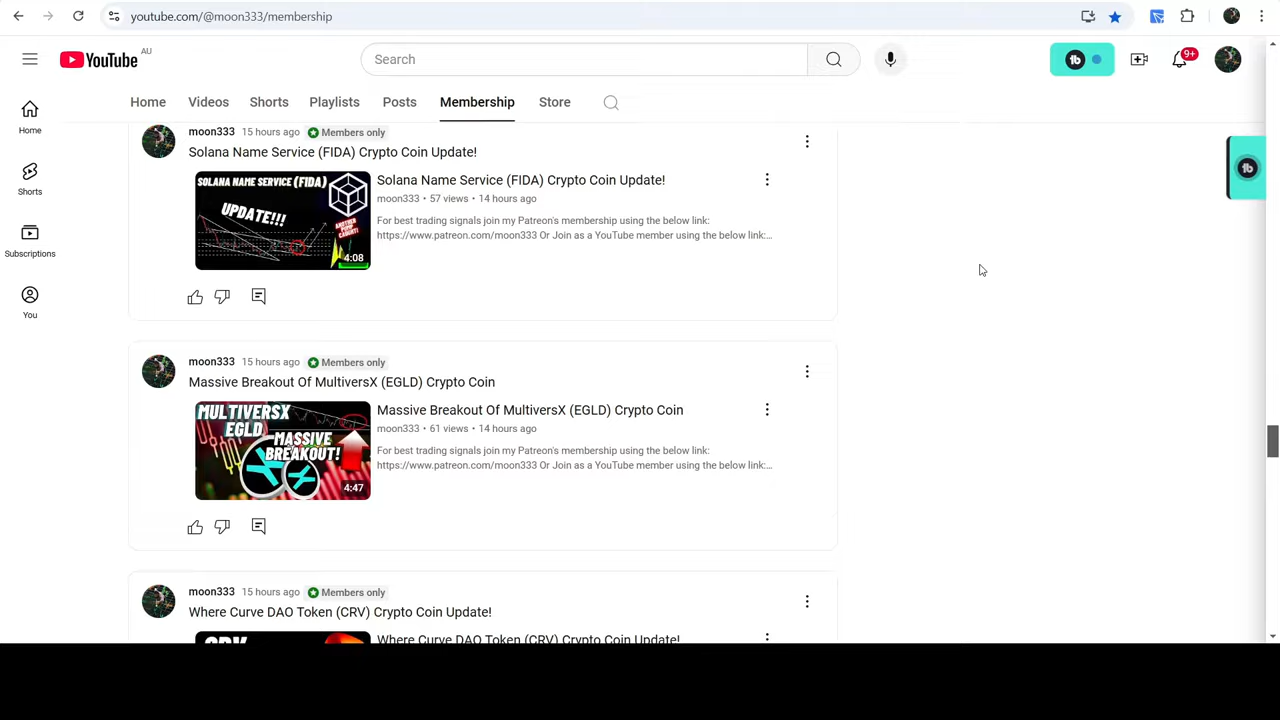 youtube.com/@moon333/membership
YouTube
AU
Search
9+
Home
Videos
Shorts
Playlists
Posts
Membership
Store
Home
Shorts
Subscriptions
You
moon333 15 hours ago Members only
Solana Name Service (FIDA) Crypto Coin Update!
SOLANA NAME SERVICE (FIDA)
UPDATE!!!
ANOTHER PUMP CAUGHT!
4:08
Solana Name Service (FIDA) Crypto Coin Update!
moon333 • 57 views • 14 hours ago
For best trading signals join my Patreon's membership using the below link:
https://www.patreon.com/moon333 Or Join as a YouTube member using the below link:...
moon333 15 hours ago Members only
Massive Breakout Of MultiversX (EGLD) Crypto Coin
MULTIVERSX
EGLD
MASSIVE
BREAKOUT!
4:47
Massive Breakout Of MultiversX (EGLD) Crypto Coin
moon333 • 61 views • 14 hours ago
For best trading signals join my Patreon's membership using the below link:
https://www.patreon.com/moon333 Or Join as a YouTube member using the below link:...
moon333 15 hours ago Members only
Where Curve DAO Token (CRV) Crypto Coin Update!
CRV
Where Curve DAO Token (CRV) Crypto Coin Update!